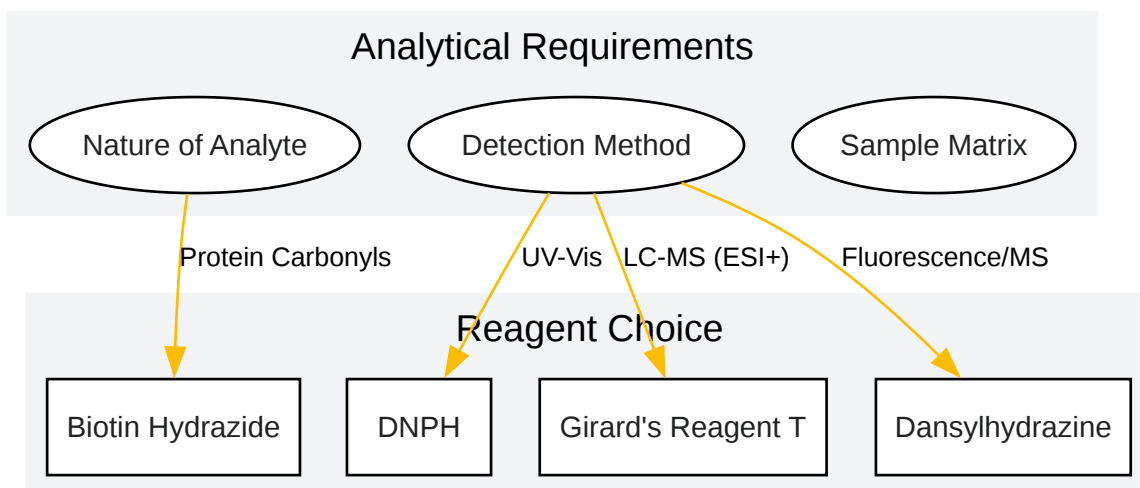 Analytical Requirements
Nature of Analyte
Detection Method
Sample Matrix
Protein Carbonyls
UV-Vis
LC-MS (ESI+)
Fluorescence/MS
Reagent Choice
Biotin Hydrazide
DNPH
Girard's Reagent T
Dansylhydrazine